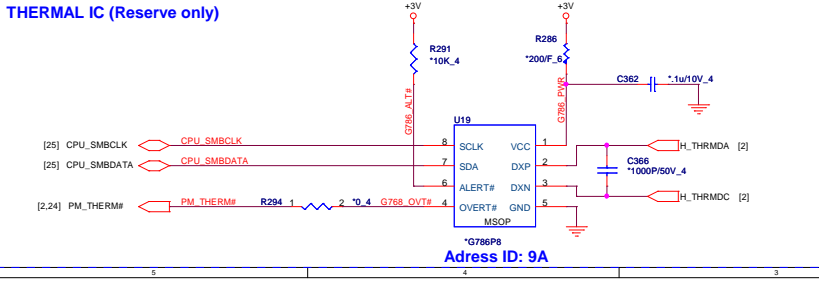 THERMAL IC (Reserve only)
+3V
+3V
R291
*10K_4
R286
*200/F_6
C362
*.1u/10V_4
G786_ALT#
G786_PWR
U19
[25] CPU_SMBCLK
CPU_SMBCLK
8 SCLK
VCC 1
[25] CPU_SMBDATA
CPU_SMBDATA
7 SDA
DXP 2
H_THRMDA [2]
C366
*1000P/50V_4
6 ALERT#
DXN 3
H_THRMDC [2]
[2,24] PM_THERM#
PM_THERM#
R294 1 2 *0_4
G768_OVT#
4 OVERT#
GND 5
MSOP
*G786P8
Adress ID: 9A
5 4 3